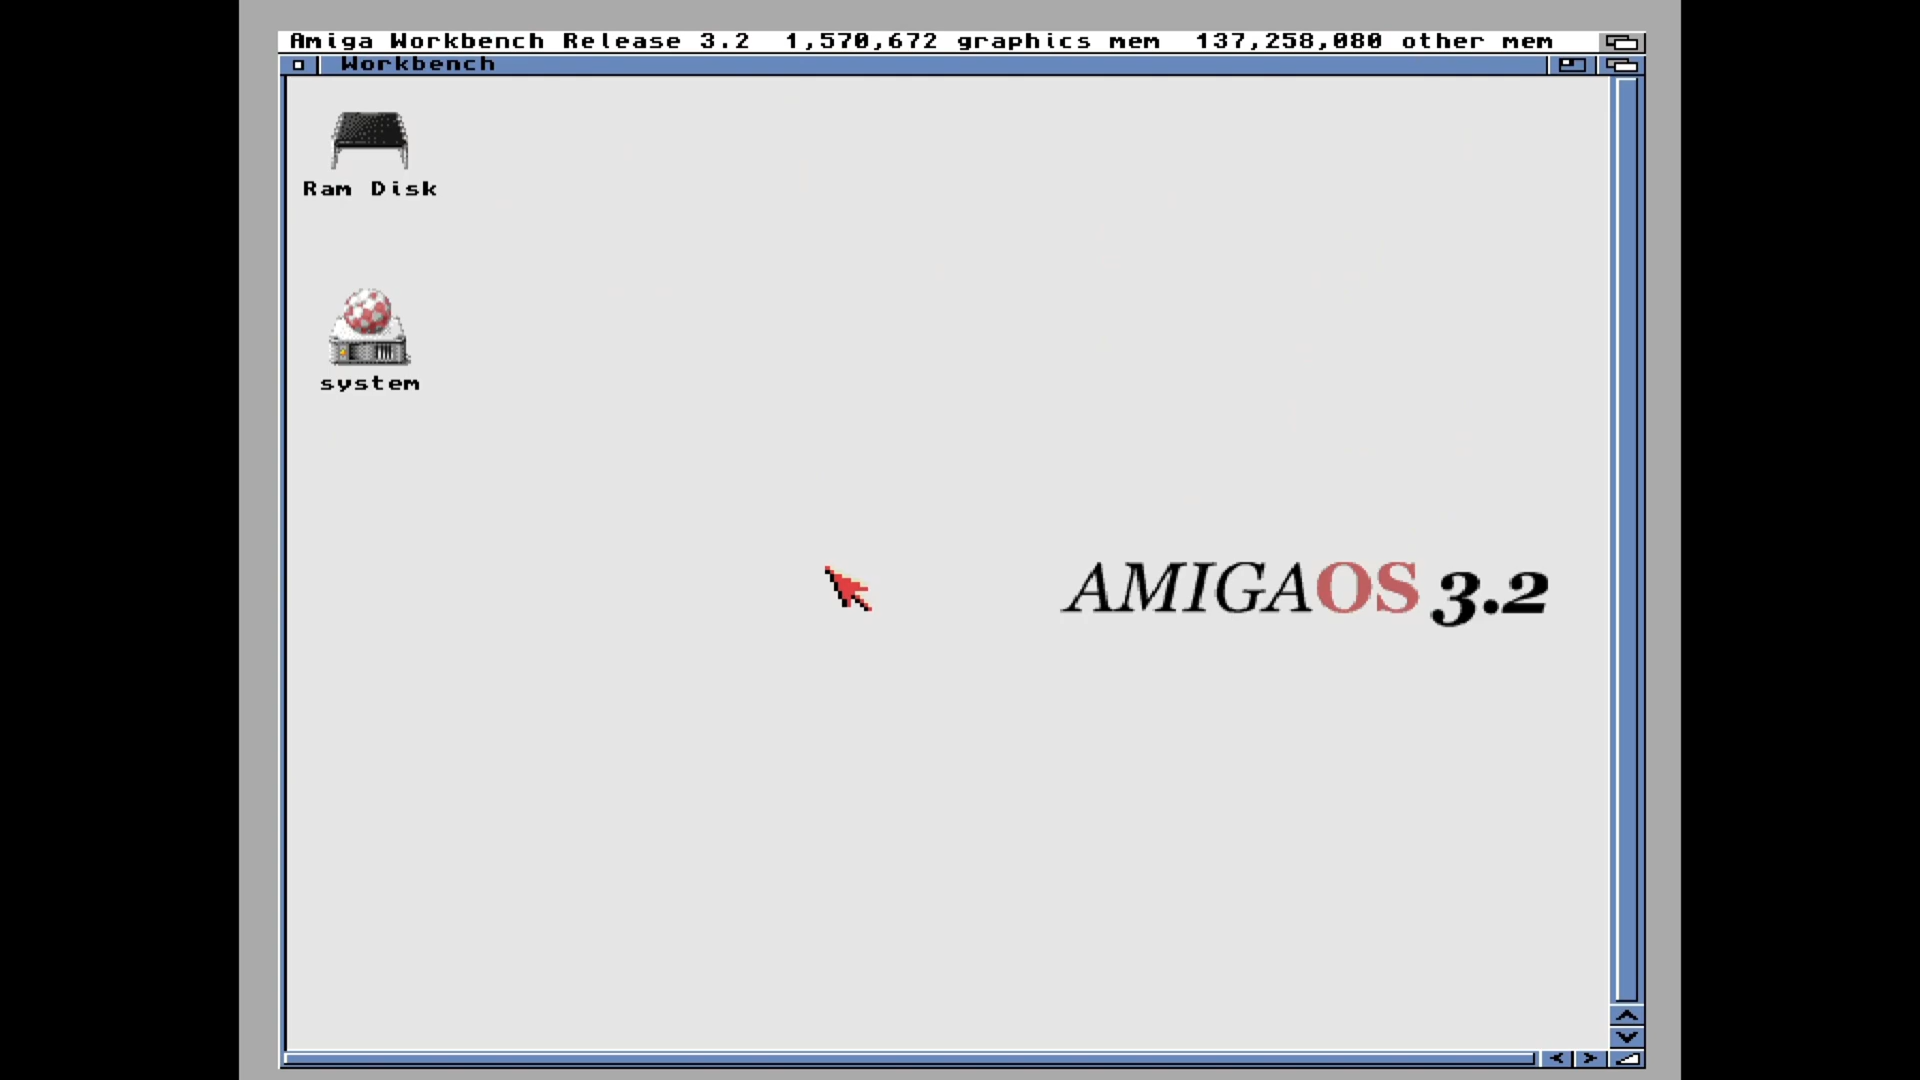 Amiga Workbench Release 3.2  1,570,672 graphics mem  137,258,080 other mem
Workbench
Ram Disk
system
AMIGAOS 3.2